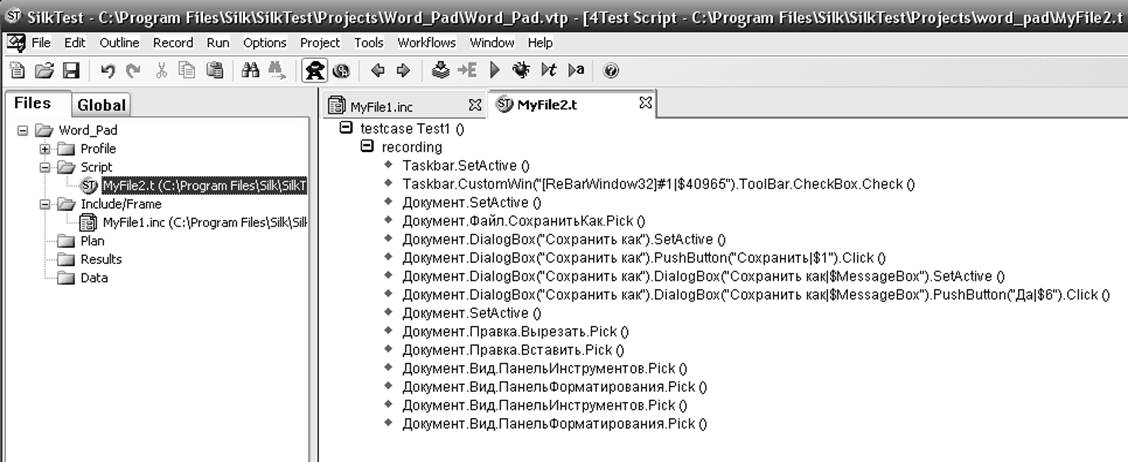 SilkTest - C:\Program Files\Silk\SilkTest\Projects\Word_Pad\Word_Pad.vtp - [4Test Script - C:\Program Files\Silk\SilkTest\Projects\word_pad\MyFile2.t
File Edit Outline Record Run Options Project Tools Workflows Window Help
Files Global
Word_Pad
Profile
Script
MyFile2.t (C:\Program Files\Silk\SilkT
Include/Frame
MyFile1.inc (C:\Program Files\Silk\Silk
Plan
Results
Data
MyFile1.inc MyFile2.t
testcase Test1 ()
recording
Taskbar.SetActive ()
Taskbar.CustomWin("[ReBarWindow32]#1|$40965").ToolBar.CheckBox.Check ()
Документ.SetActive ()
Документ.Файл.СохранитьКак.Pick ()
Документ.DialogBox("Сохранить как").SetActive ()
Документ.DialogBox("Сохранить как").PushButton("Сохранить|$1").Click ()
Документ.DialogBox("Сохранить как").DialogBox("Сохранить как|$MessageBox").SetActive ()
Документ.DialogBox("Сохранить как").DialogBox("Сохранить как|$MessageBox").PushButton("Да|$6").Click ()
Документ.SetActive ()
Документ.Правка.Вырезать.Pick ()
Документ.Правка.Вставить.Pick ()
Документ.Вид.ПанельИнструментов.Pick ()
Документ.Вид.ПанельФорматирования.Pick ()
Документ.Вид.ПанельИнструментов.Pick ()
Документ.Вид.ПанельФорматирования.Pick ()